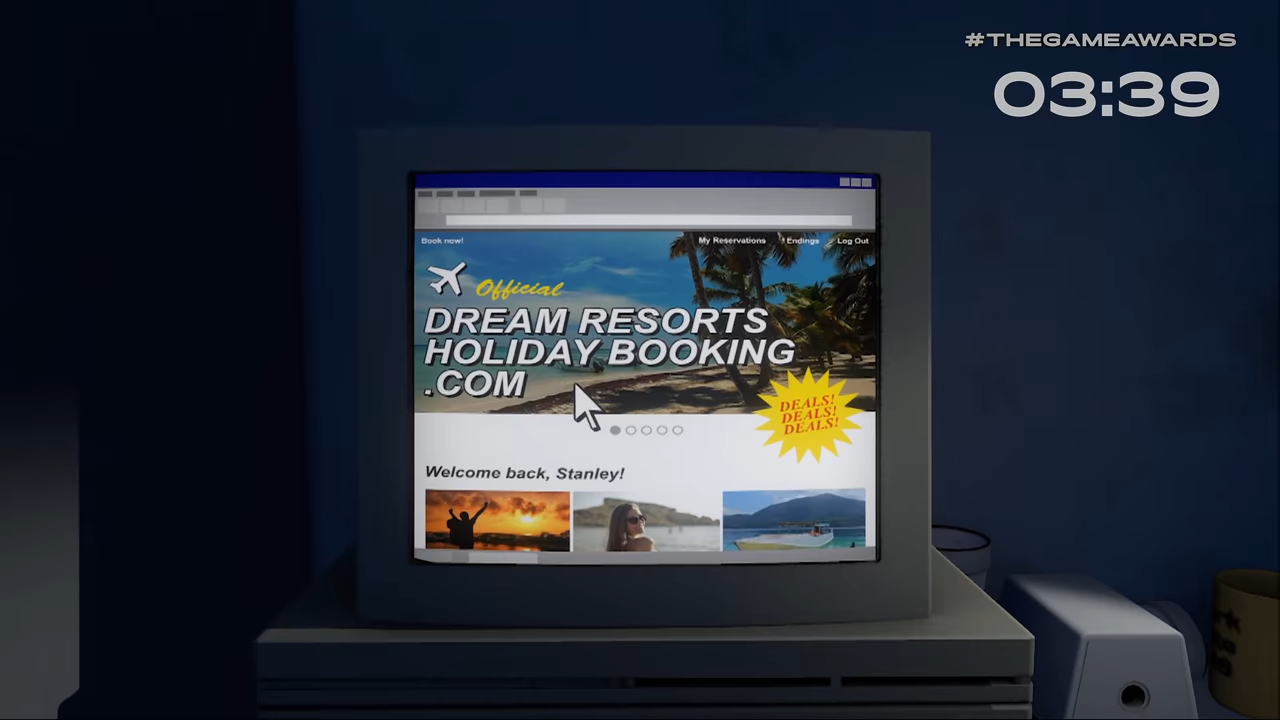 #THEGAMEAWARDS
03:39
Book now!
My Reservations
Endings
Log Out
Official
DREAM RESORTS
HOLIDAY BOOKING
.COM
DEALS!
DEALS!
DEALS!
Welcome back, Stanley!